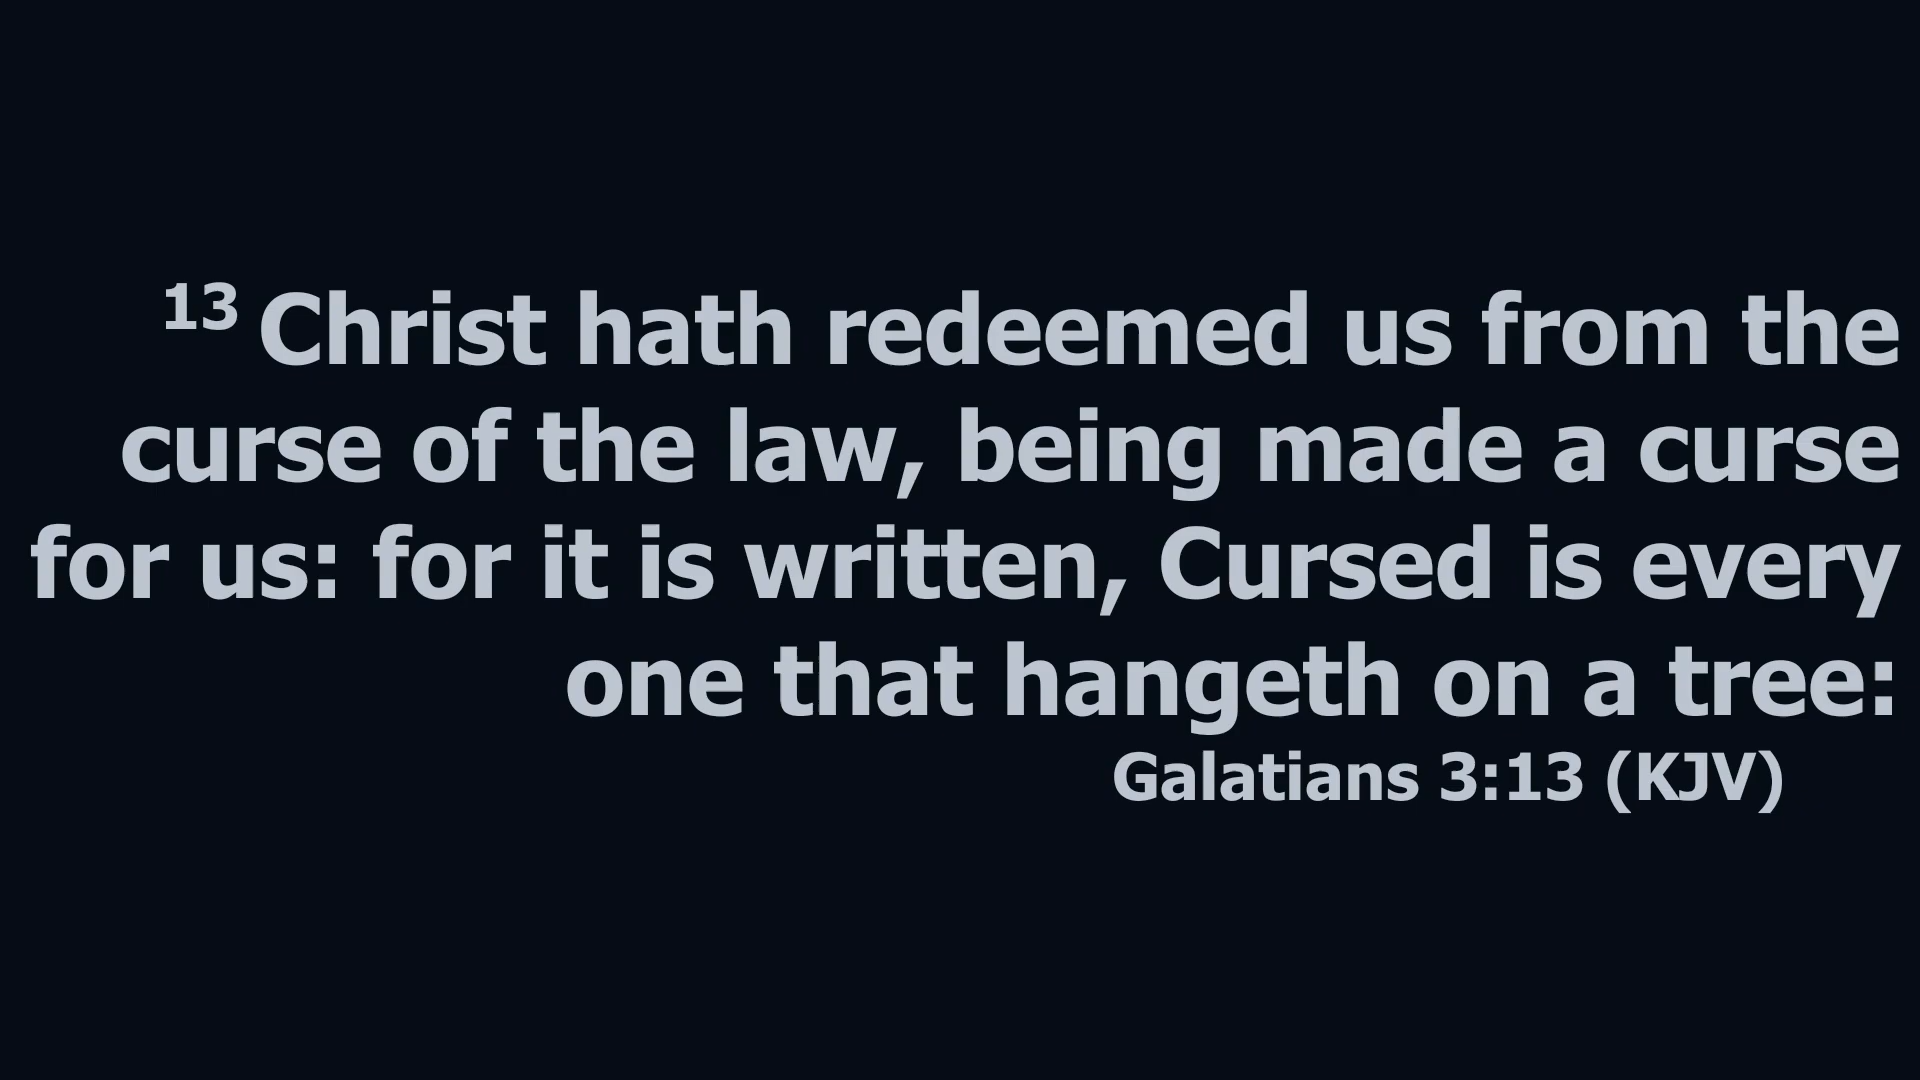 13 Christ hath redeemed us from the
curse of the law, being made a curse
for us: for it is written, Cursed is every
one that hangeth on a tree:
Galatians 3:13 (KJV)